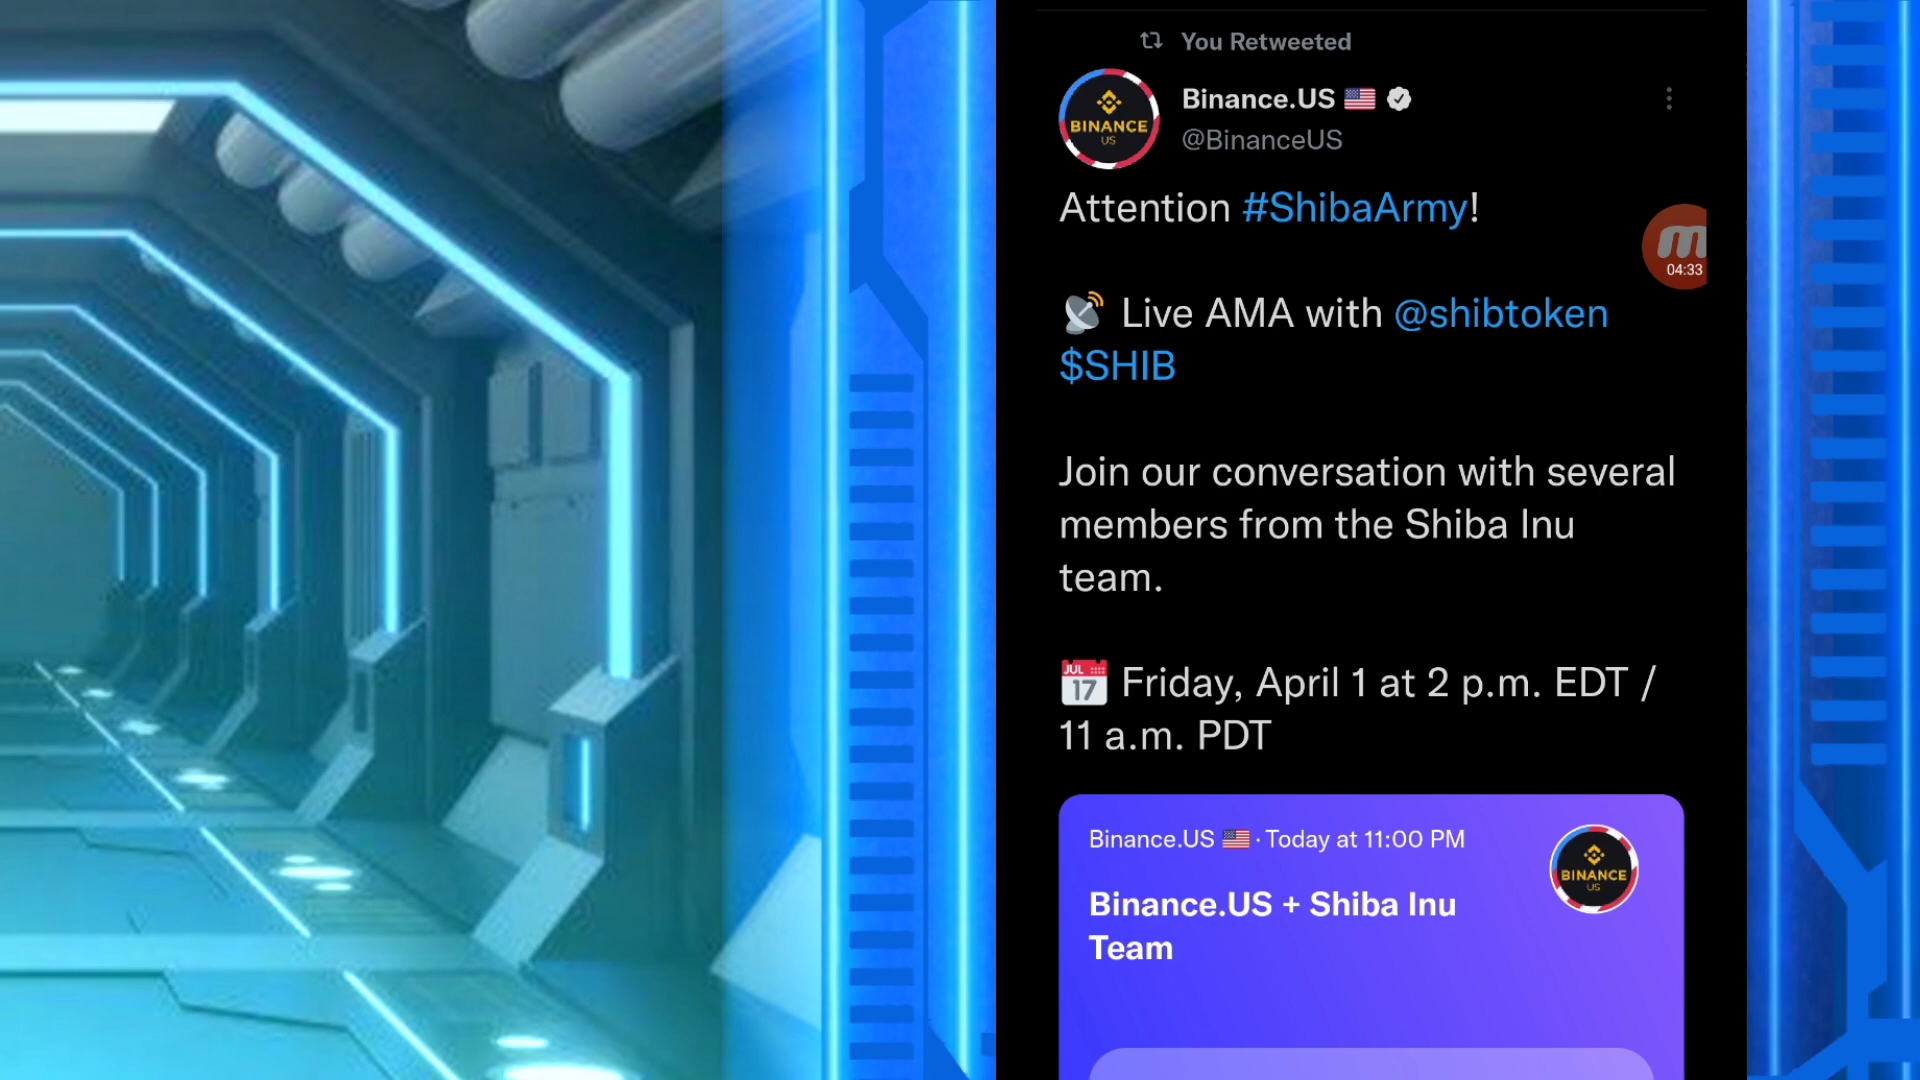 You Retweeted
BINANCE
US
Binance.US
@BinanceUS
Attention #ShibaArmy!
04:33
Live AMA with @shibtoken
$SHIB
Join our conversation with several
members from the Shiba Inu
team.
JUL
17
Friday, April 1 at 2 p.m. EDT /
11 a.m. PDT
Binance.US · Today at 11:00 PM
BINANCE
US
Binance.US + Shiba Inu
Team